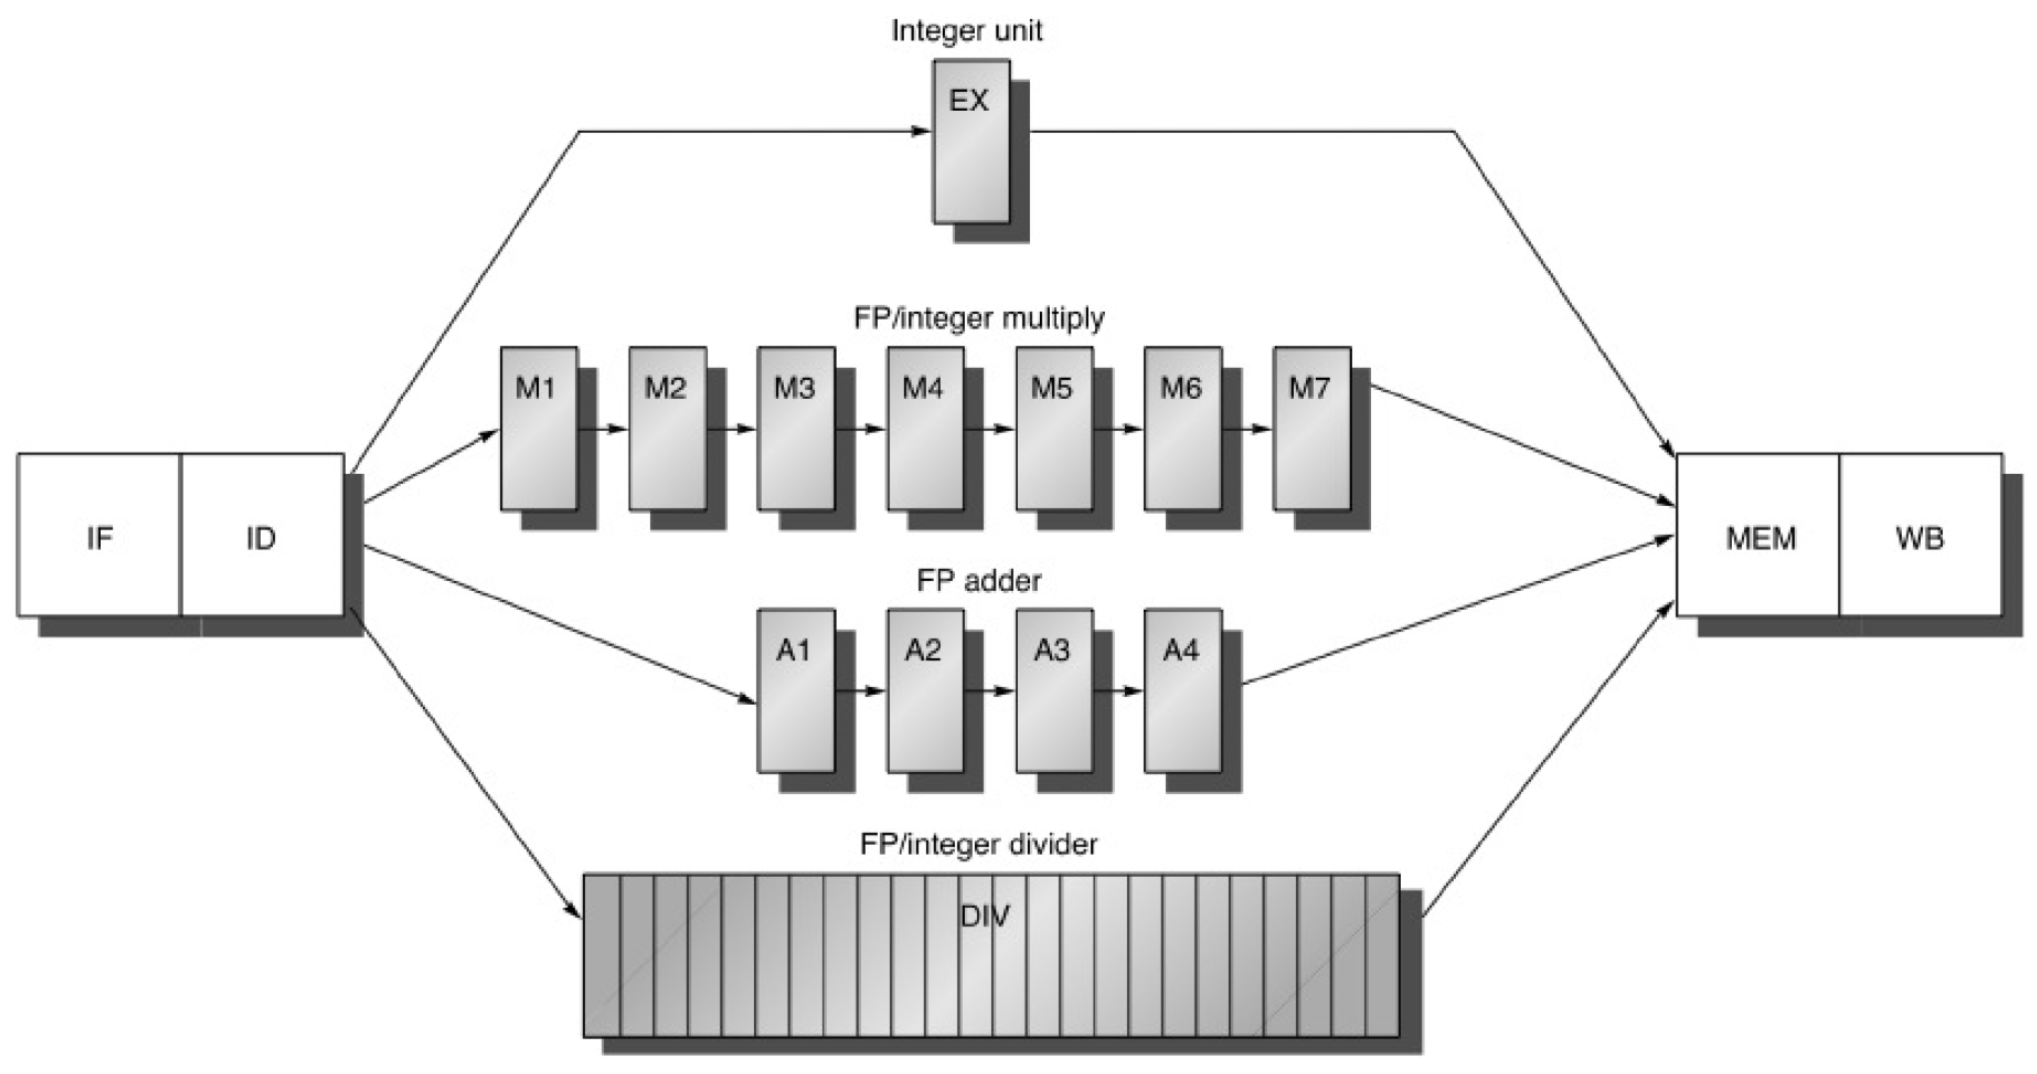 Integer unit
EX
FP/integer multiply
M1 M2 M3 M4 M5 M6 M7
IF ID
MEM WB
FP adder
A1 A2 A3 A4
FP/integer divider
DIV